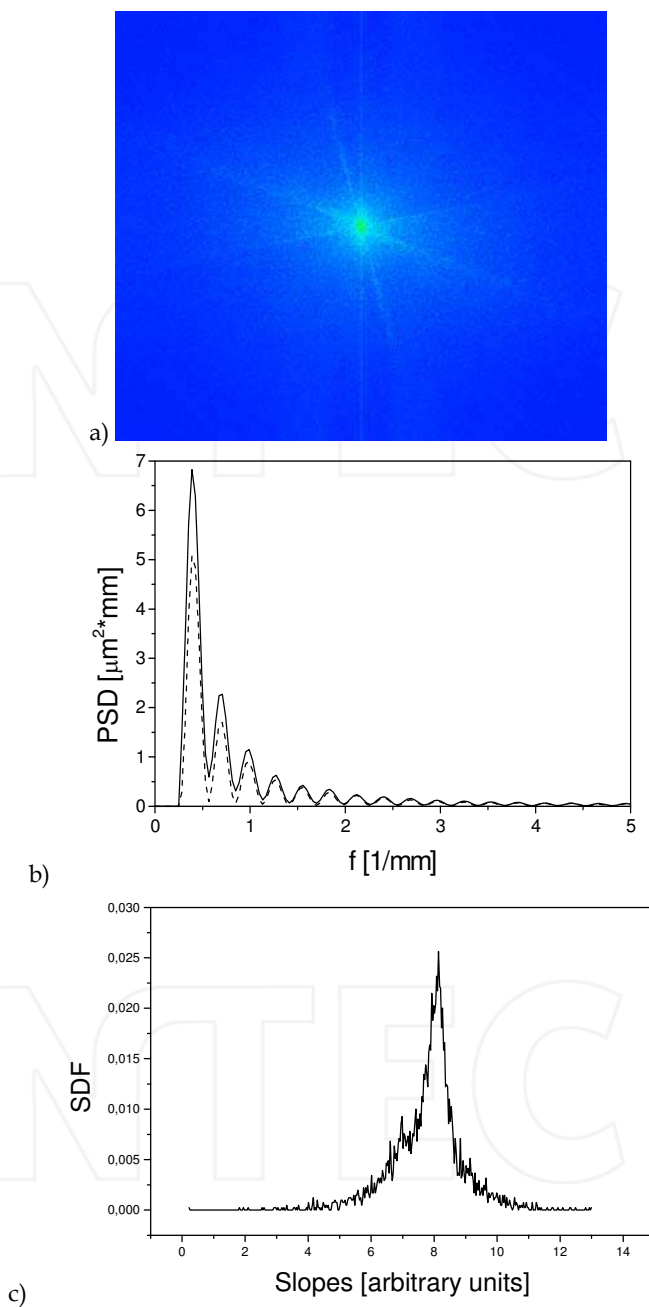 a)
7
6
5
4
3
2
1
0
PSD [μm²*mm]
0 1 2 3 4 5
f [1/mm]
b)
0,030
0,025
0,020
0,015
0,010
0,005
0,000
SDF
0 2 4 6 8 10 12 14
Slopes [arbitrary units]
c)